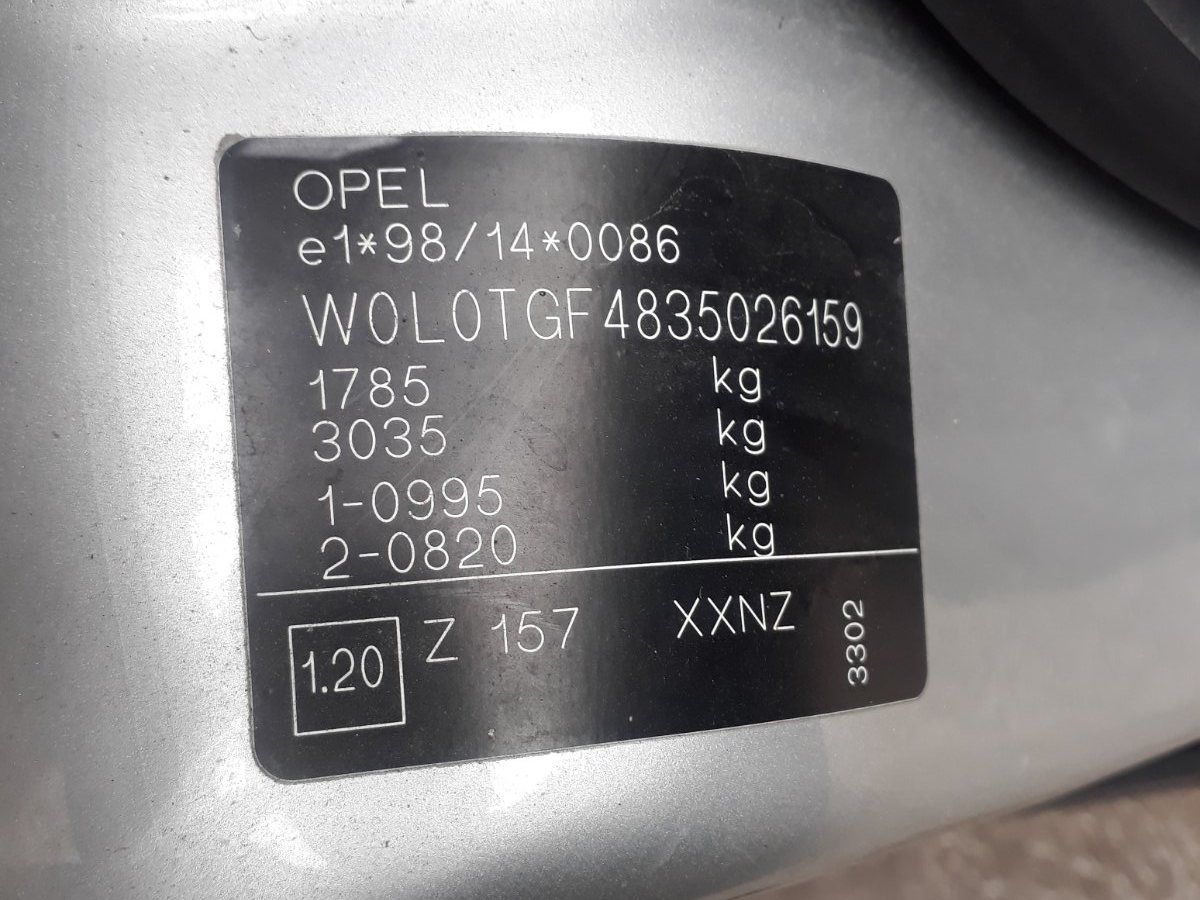 OPEL
e1*98/14*0086
W0L0TGF4835026159
1785 kg
3035 kg
1-0995 kg
2-0820 kg
1.20 Z 157 XXNZ 3302